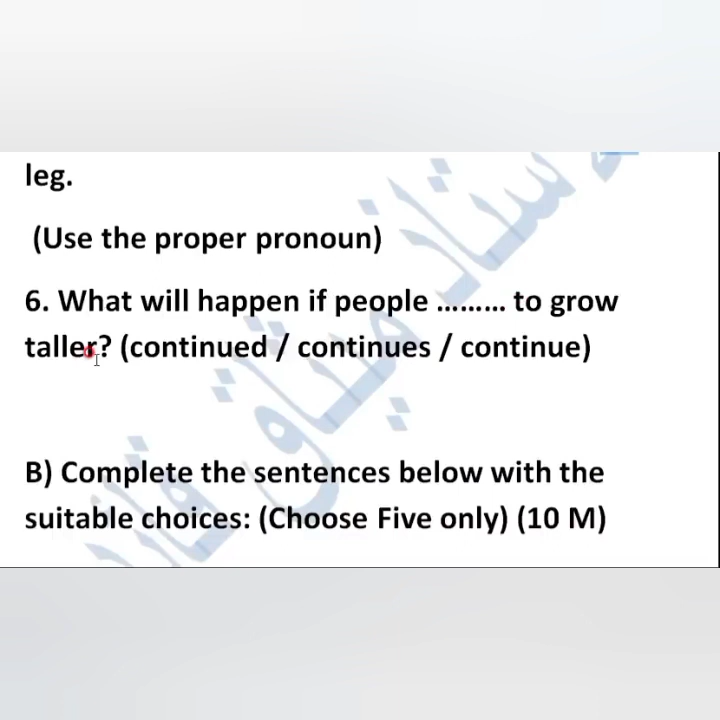 leg.
(Use the proper pronoun)
6. What will happen if people ......... to grow
taller? (continued / continues / continue)
B) Complete the sentences below with the
suitable choices: (Choose Five only) (10 M)